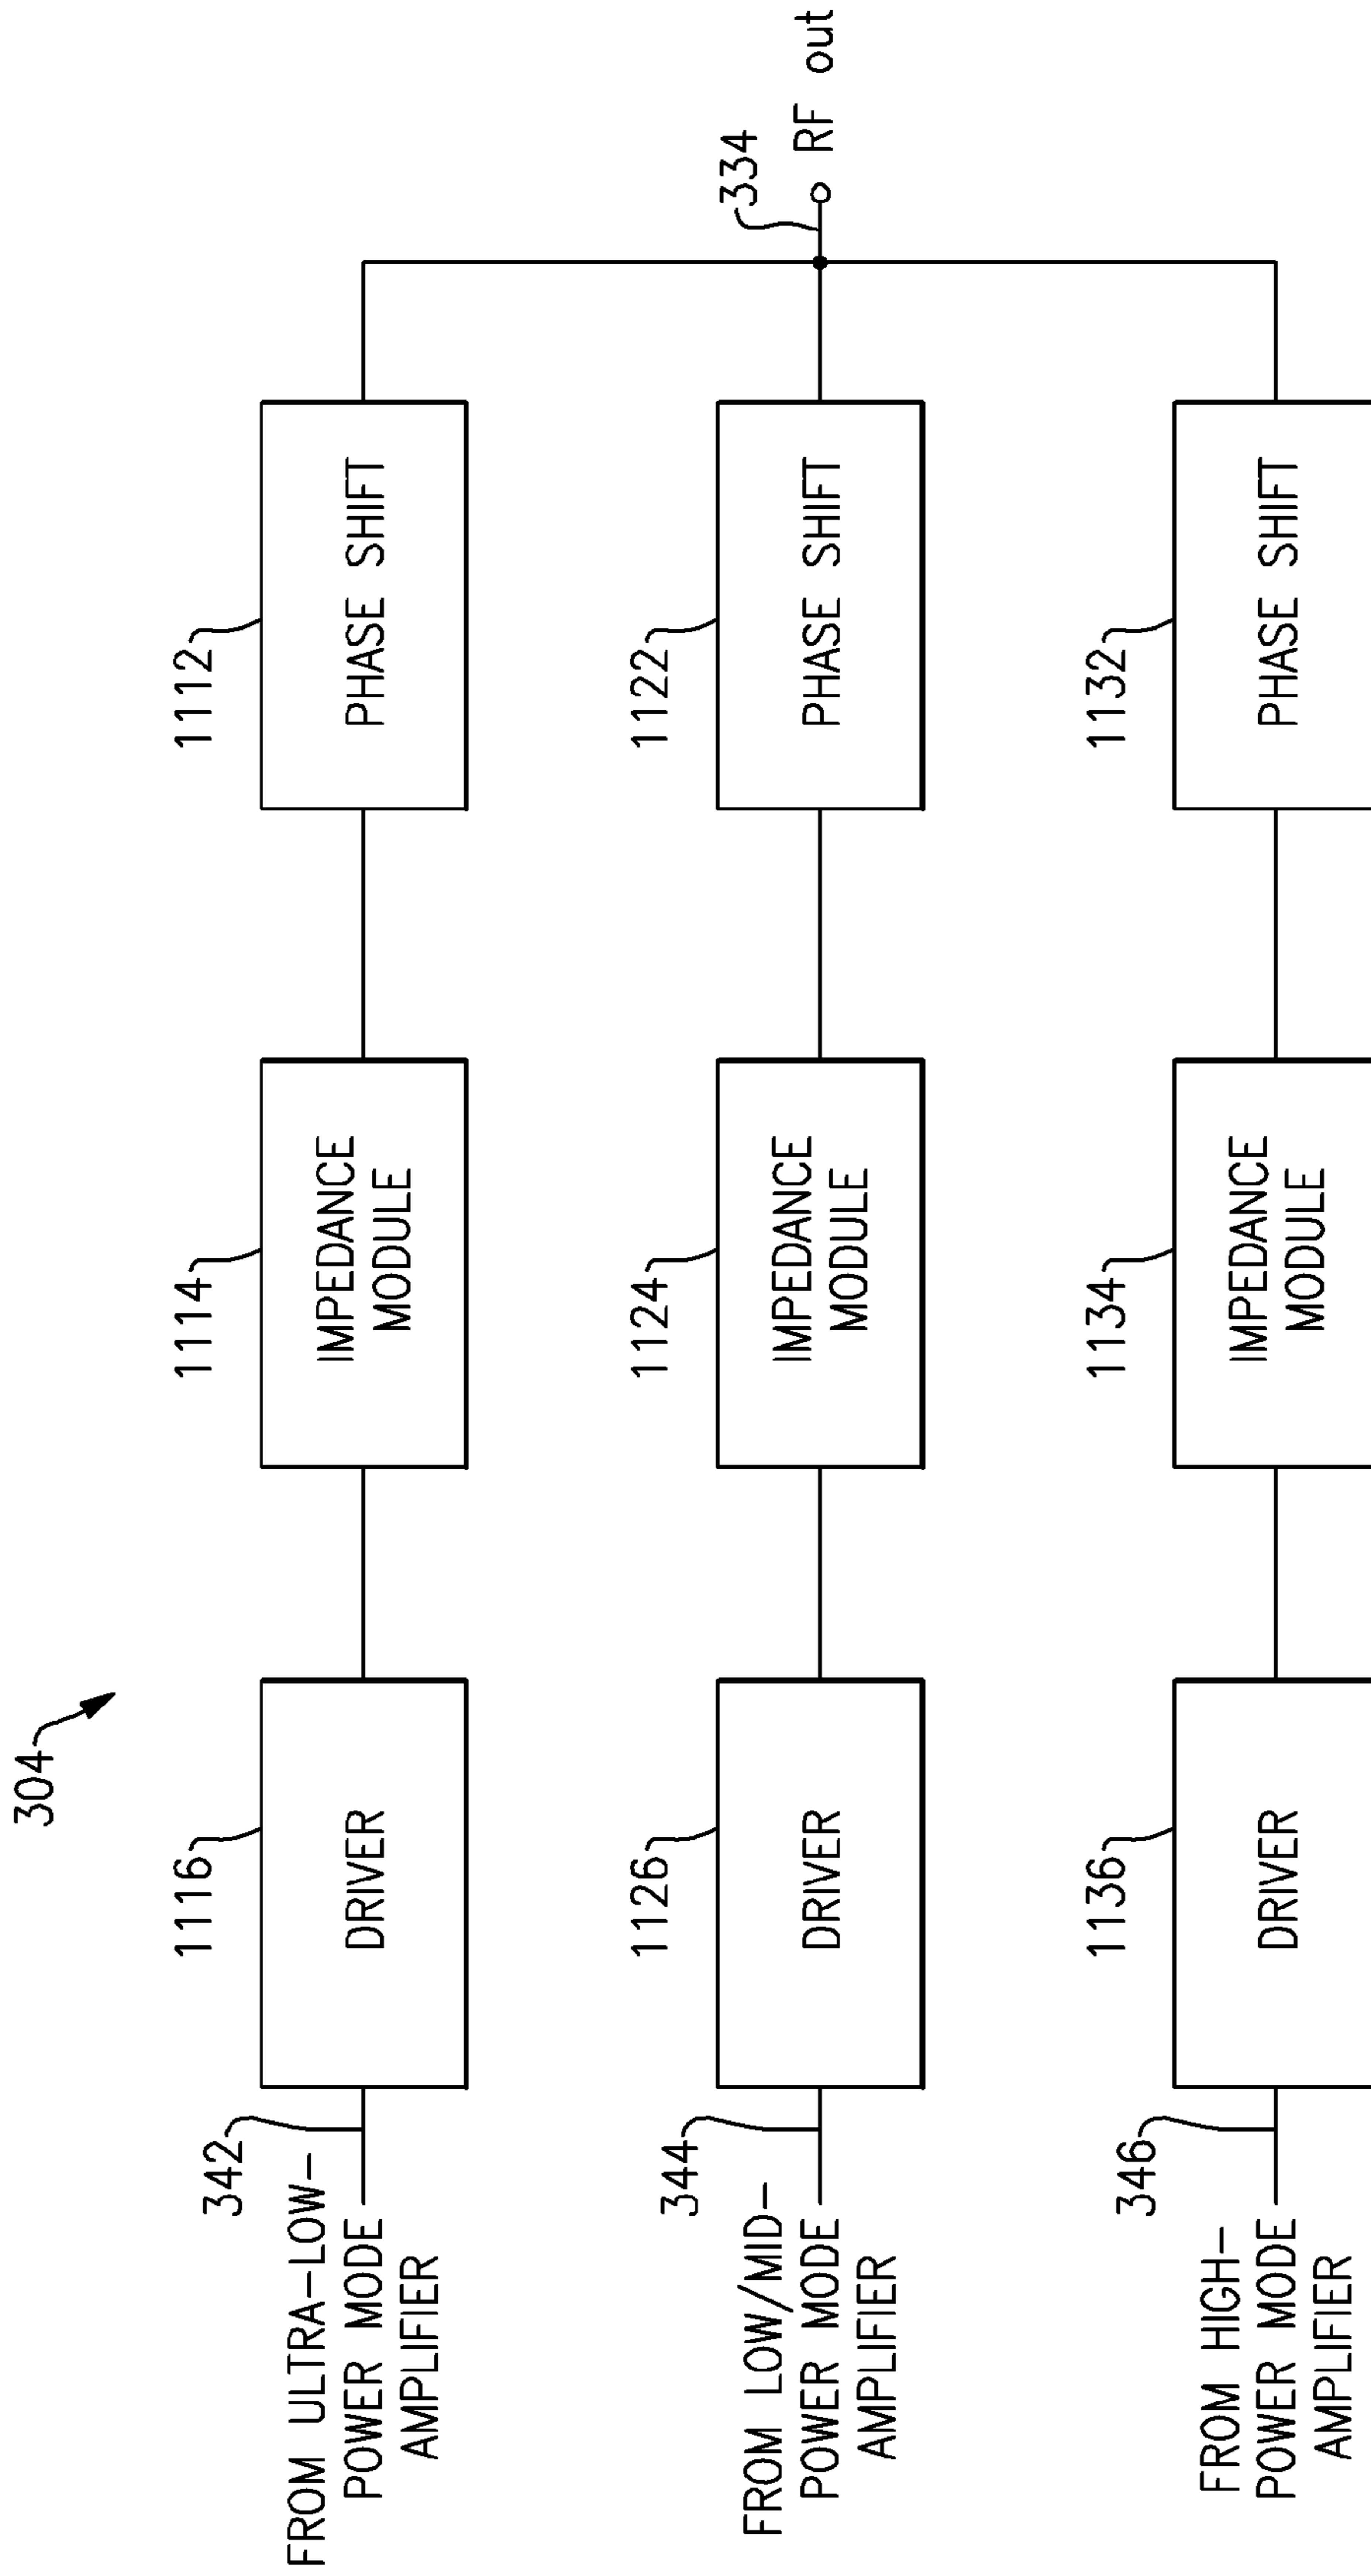 304
342
FROM ULTRA-LOW-
POWER MODE
AMPLIFIER
1116
DRIVER
1114
IMPEDANCE
MODULE
1112
PHASE SHIFT
344
FROM LOW/MID-
POWER MODE
AMPLIFIER
1126
DRIVER
1124
IMPEDANCE
MODULE
1122
PHASE SHIFT
334
RF out
346
FROM HIGH-
POWER MODE
AMPLIFIER
1136
DRIVER
1134
IMPEDANCE
MODULE
1132
PHASE SHIFT